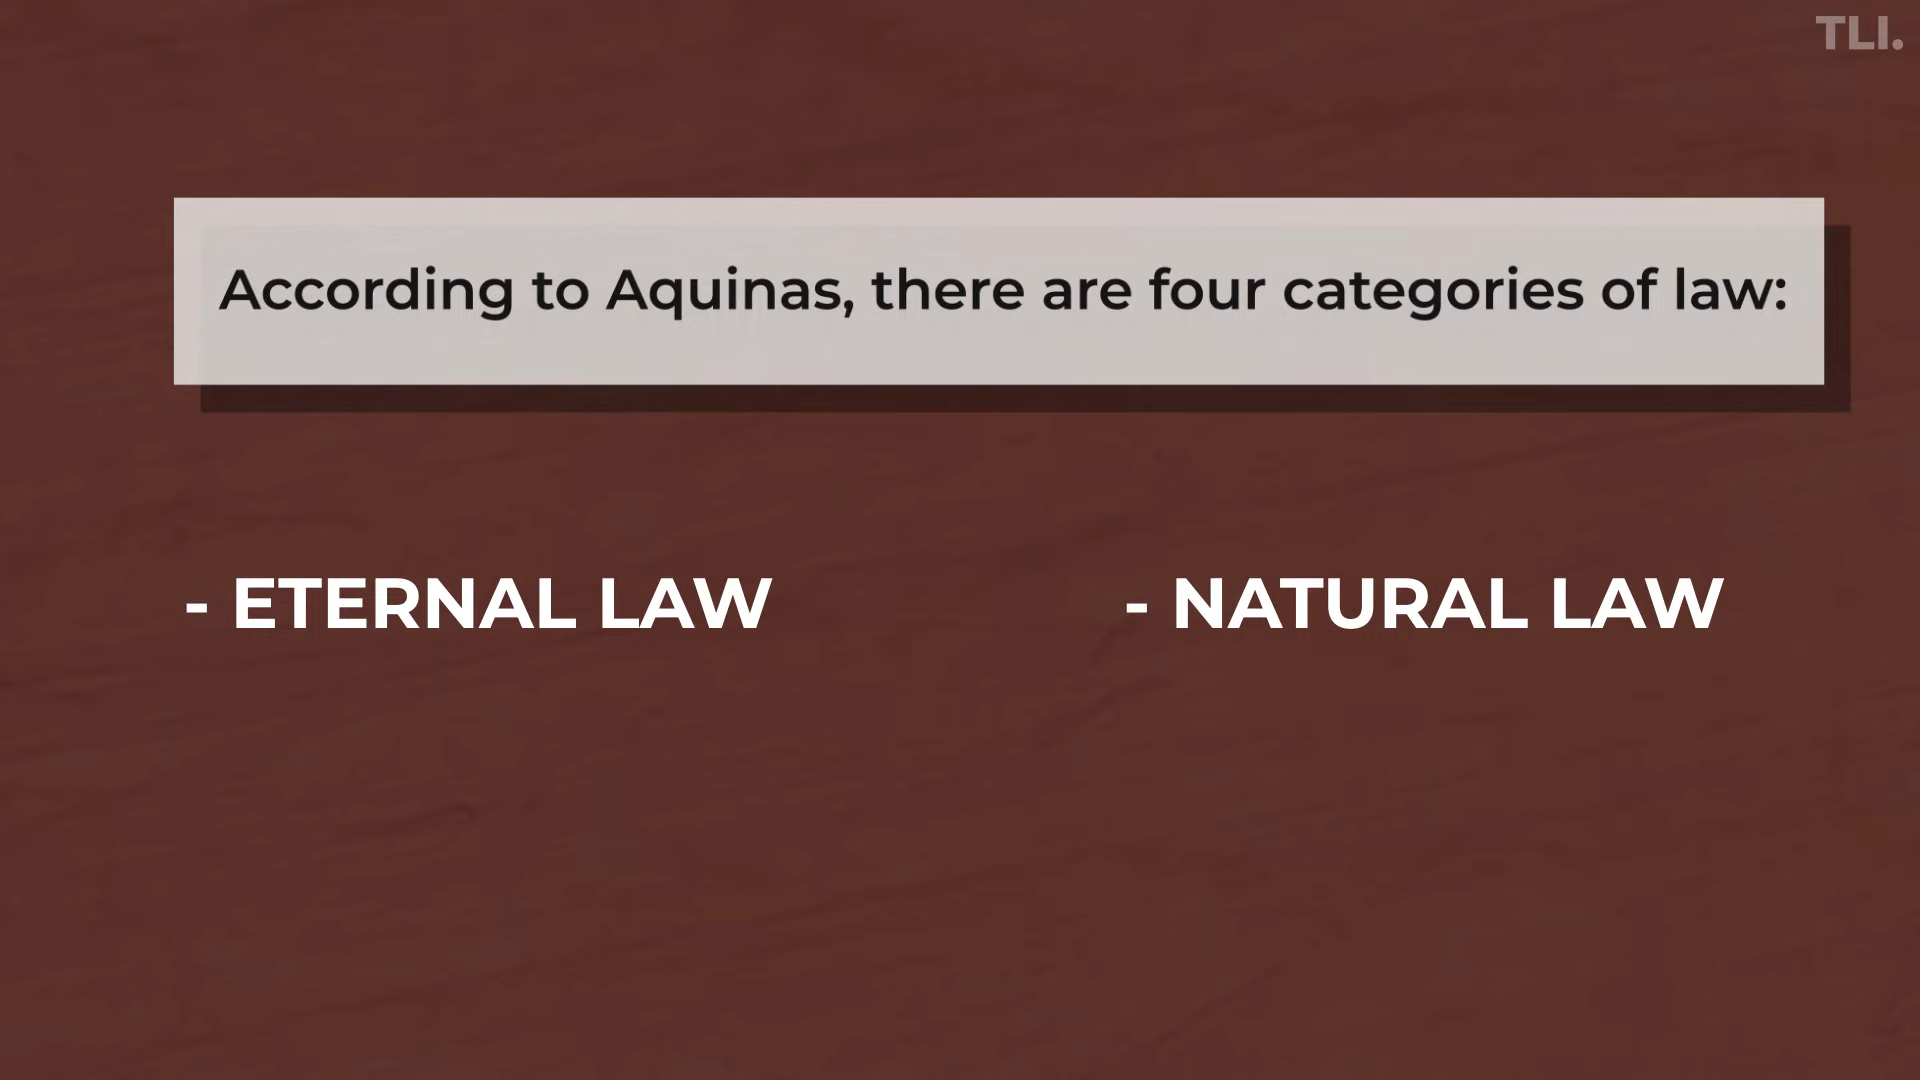 TLI.
According to Aquinas, there are four categories of law:
- ETERNAL LAW
- NATURAL LAW